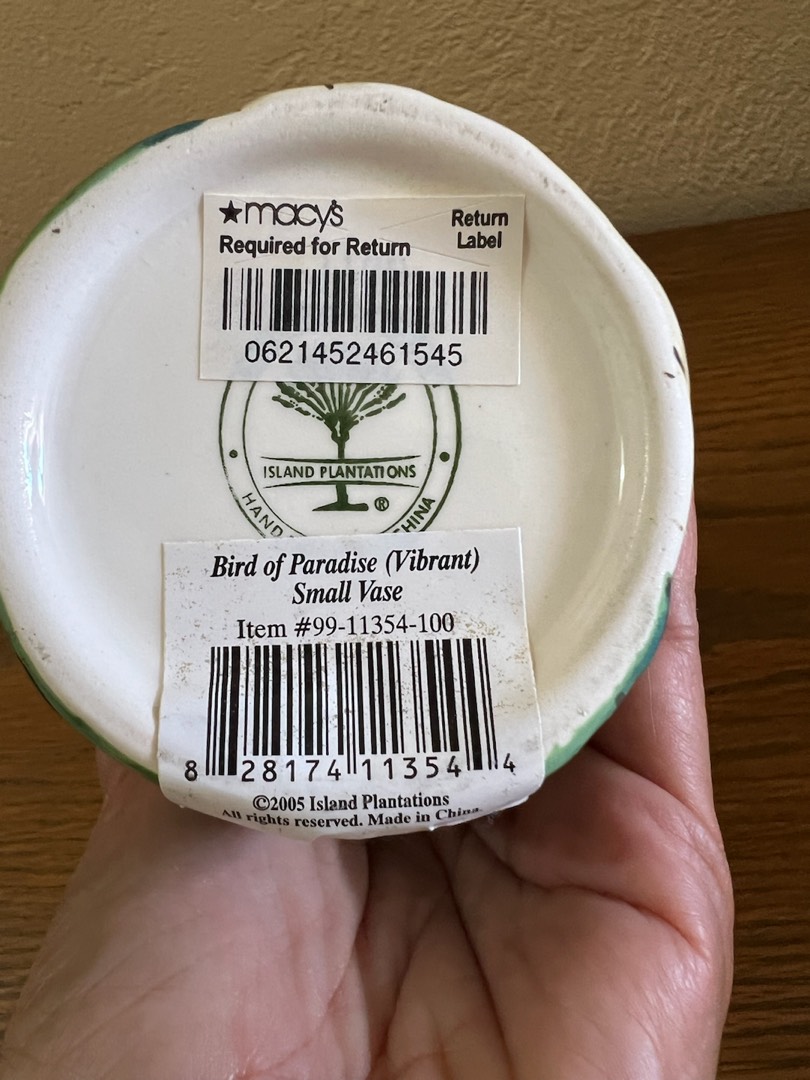 ★macy's
Return
Label
Required for Return
0621452461545
ISLAND PLANTATIONS
®
HAND
CHINA
Bird of Paradise (Vibrant)
Small Vase
Item #99-11354-100
8 28174 11354 4
©2005 Island Plantations
All rights reserved. Made in China.